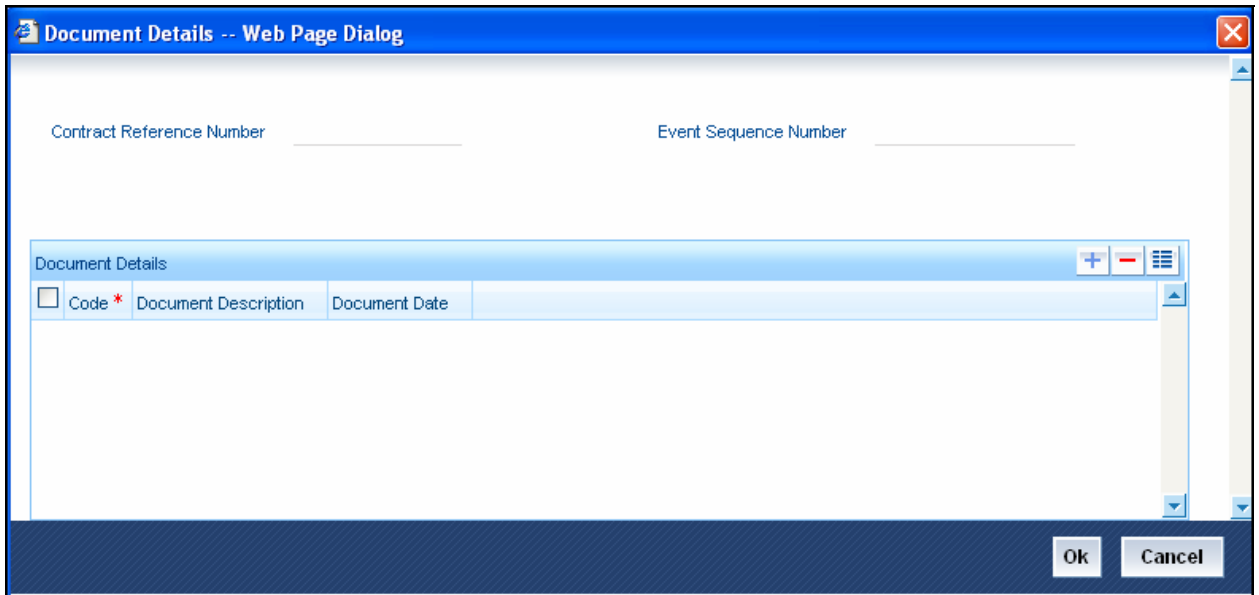 Document Details -- Web Page Dialog
Contract Reference Number
Event Sequence Number
Document Details
Code * Document Description Document Date
Ok Cancel